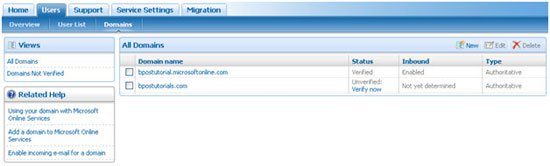 Home Users Support Service Settings Migration
Overview User List Domains
Views
All Domains
Domains Not Verified
Related Help
Using your domain with Microsoft
Online Services
Add a domain to Microsoft Online
Services
Enable incoming e-mail for a domain
All Domains New Edit Delete
Domain name Status Inbound Type
bpostutorial.microsoftonline.com Verified Enabled Authoritative
bpostutorials.com Unverified: Verify now Not yet determined Authoritative